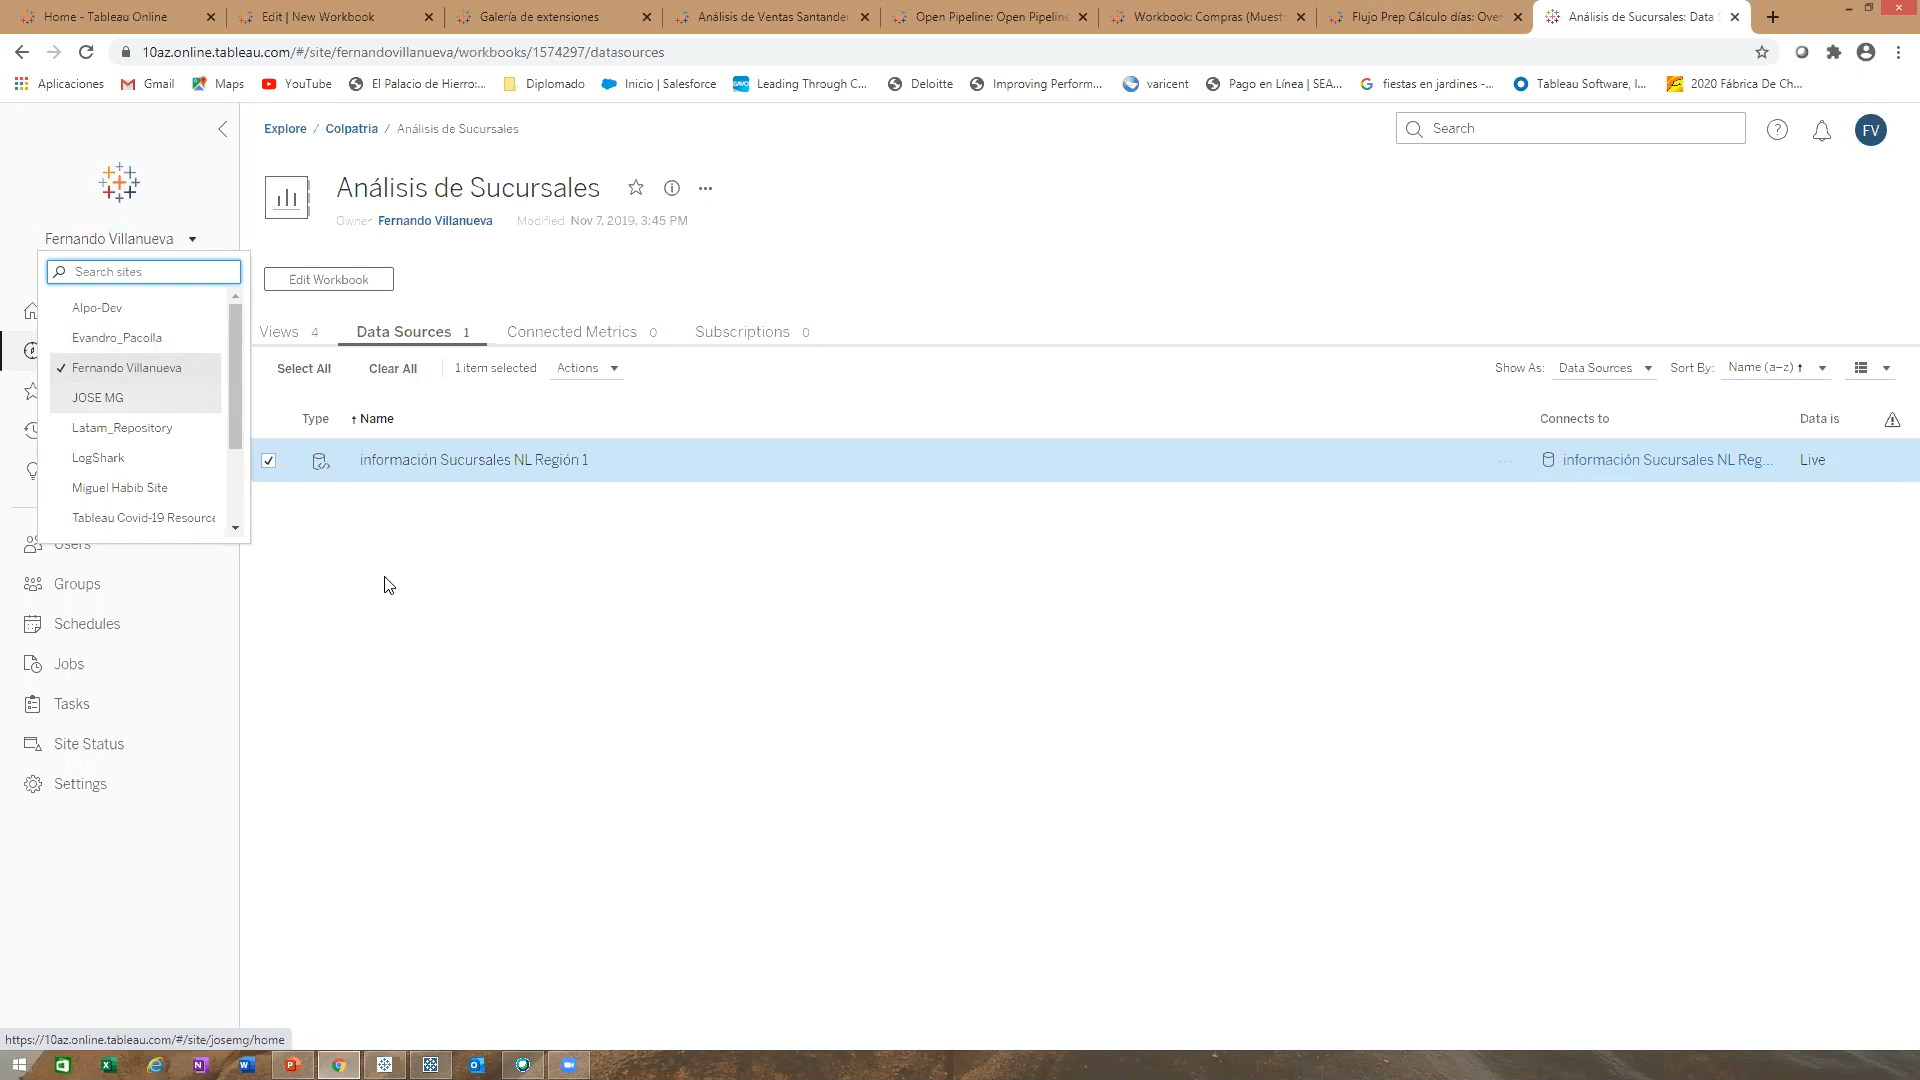 Home - Tableau Online
Edit | New Workbook
Galería de extensiones
Análisis de Ventas Santander
Open Pipeline: Open Pipeline
Workbook: Compras (Muest
Flujo Prep Cálculo días: Over
Análisis de Sucursales: Data S
10az.online.tableau.com/#/site/fernandovillanueva/workbooks/1574297/datasources
Aplicaciones
Gmail
Maps
YouTube
El Palacio de Hierro:...
Diplomado
Inicio | Salesforce
Leading Through C...
Deloitte
Improving Perform...
varicent
Pago en Línea | SEA...
fiestas en jardines -...
Tableau Software, I...
2020 Fábrica De Ch...
Explore / Colpatria / Análisis de Sucursales
Search
FV
Análisis de Sucursales
Owner Fernando Villanueva Modified Nov 7, 2019, 3:45 PM
Fernando Villanueva
Search sites
Alpo-Dev
Evandro_Pacolla
Fernando Villanueva
JOSE MG
Latam_Repository
LogShark
Miguel Habib Site
Tableau Covid-19 Resource
Edit Workbook
Views 4
Data Sources 1
Connected Metrics 0
Subscriptions 0
Select All
Clear All
1 item selected
Actions
Show As: Data Sources
Sort By: Name (a–z) ↑
Type
↑ Name
Connects to
Data is
información Sucursales NL Región 1
información Sucursales NL Reg...
Live
Users
Groups
Schedules
Jobs
Tasks
Site Status
Settings
https://10az.online.tableau.com/#/site/josemg/home